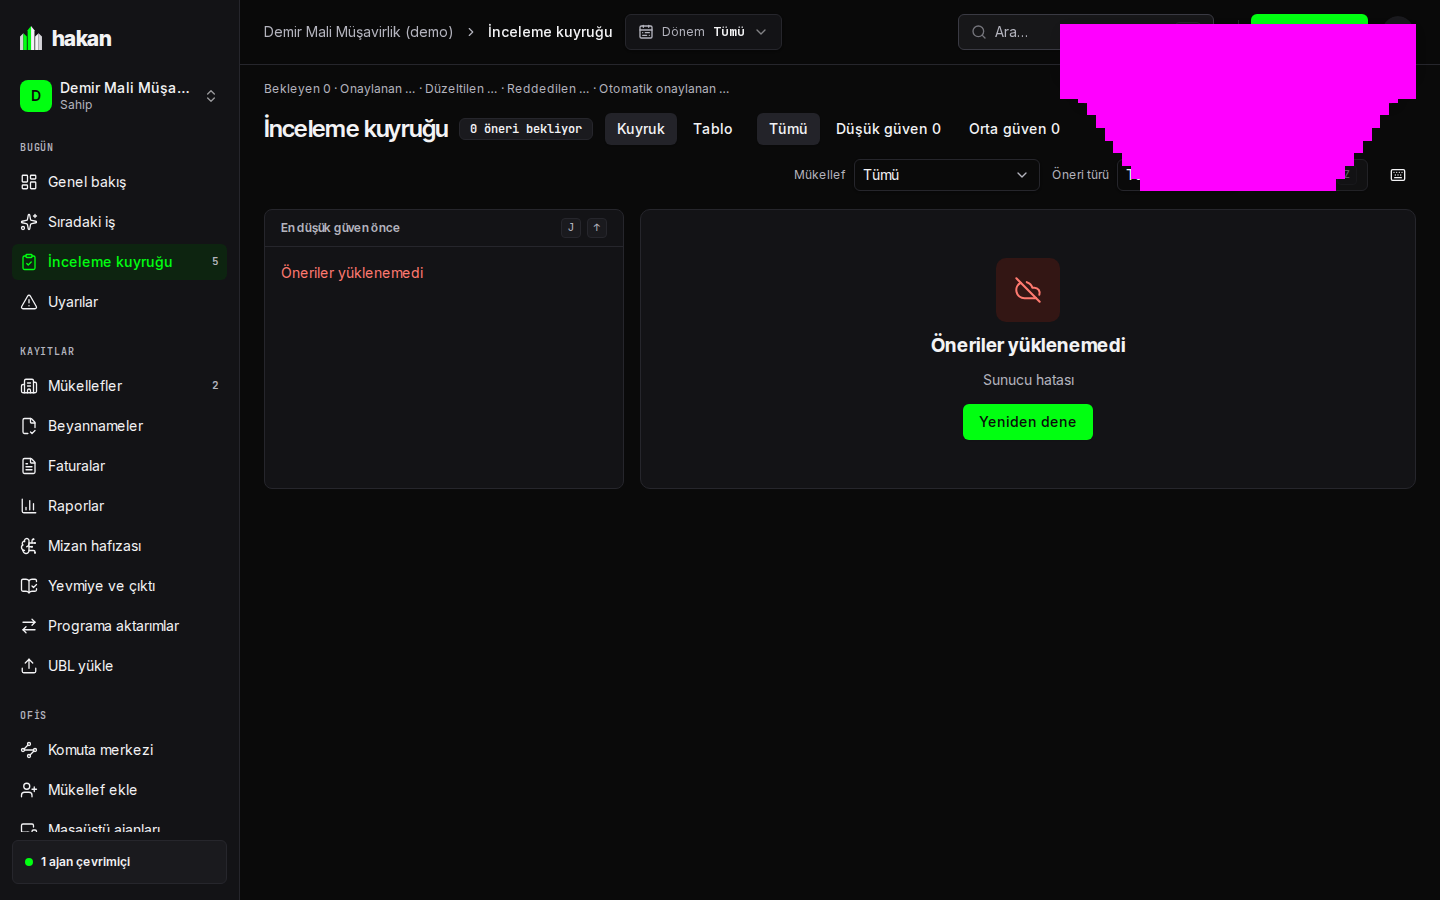 hakan
Demir Mali Müşavirlik (demo) > İnceleme kuyruğu
Dönem Tümü
Ara...
D
Demir Mali Müşa...
Sahip
Bekleyen 0 · Onaylanan ... · Düzeltilen ... · Reddedilen ... · Otomatik onaylanan ...
İnceleme kuyruğu
0 öneri bekliyor
Kuyruk
Tablo
Tümü
Düşük güven 0
Orta güven 0
Mükellef
Tümü
Öneri türü
BUGÜN
Genel bakış
Sıradaki iş
İnceleme kuyruğu 5
Uyarılar
KAYITLAR
Mükellefler 2
Beyannameler
Faturalar
Raporlar
Mizan hafızası
Yevmiye ve çıktı
Programa aktarımlar
UBL yükle
OFİS
Komuta merkezi
Mükellef ekle
Masaüstü ajanları
1 ajan çevrimiçi
En düşük güven önce
J ↑
Öneriler yüklenemedi
Öneriler yüklenemedi
Sunucu hatası
Yeniden dene